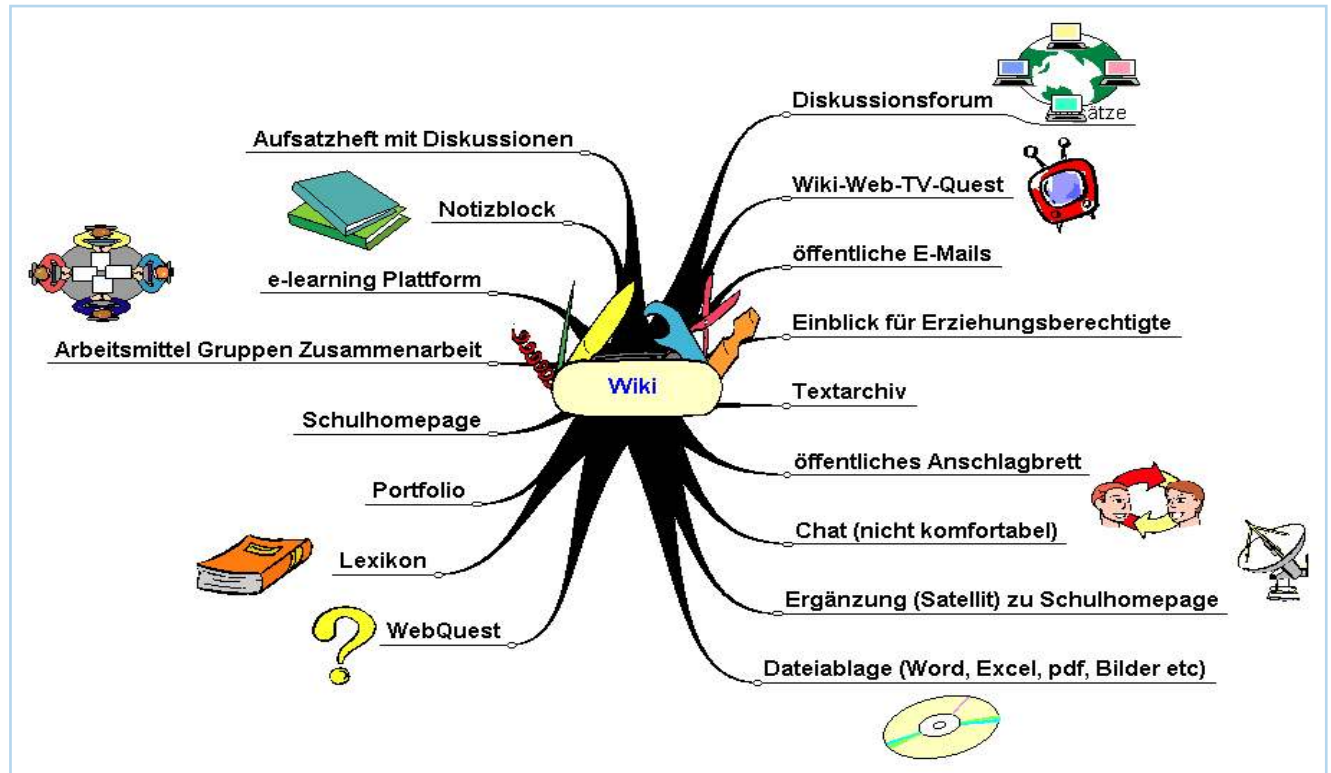 Wiki
Aufsatzheft mit Diskussionen
Notizblock
e-learning Plattform
Arbeitsmittel Gruppen Zusammenarbeit
Schulhomepage
Portfolio
Lexikon
WebQuest
Diskussionsforum
Wiki-Web-TV-Quest
öffentliche E-Mails
Einblick für Erziehungsberechtigte
Textarchiv
öffentliches Anschlagbrett
Chat (nicht komfortabel)
Ergänzung (Satellit) zu Schulhomepage
Dateiablage (Word, Excel, pdf, Bilder etc)